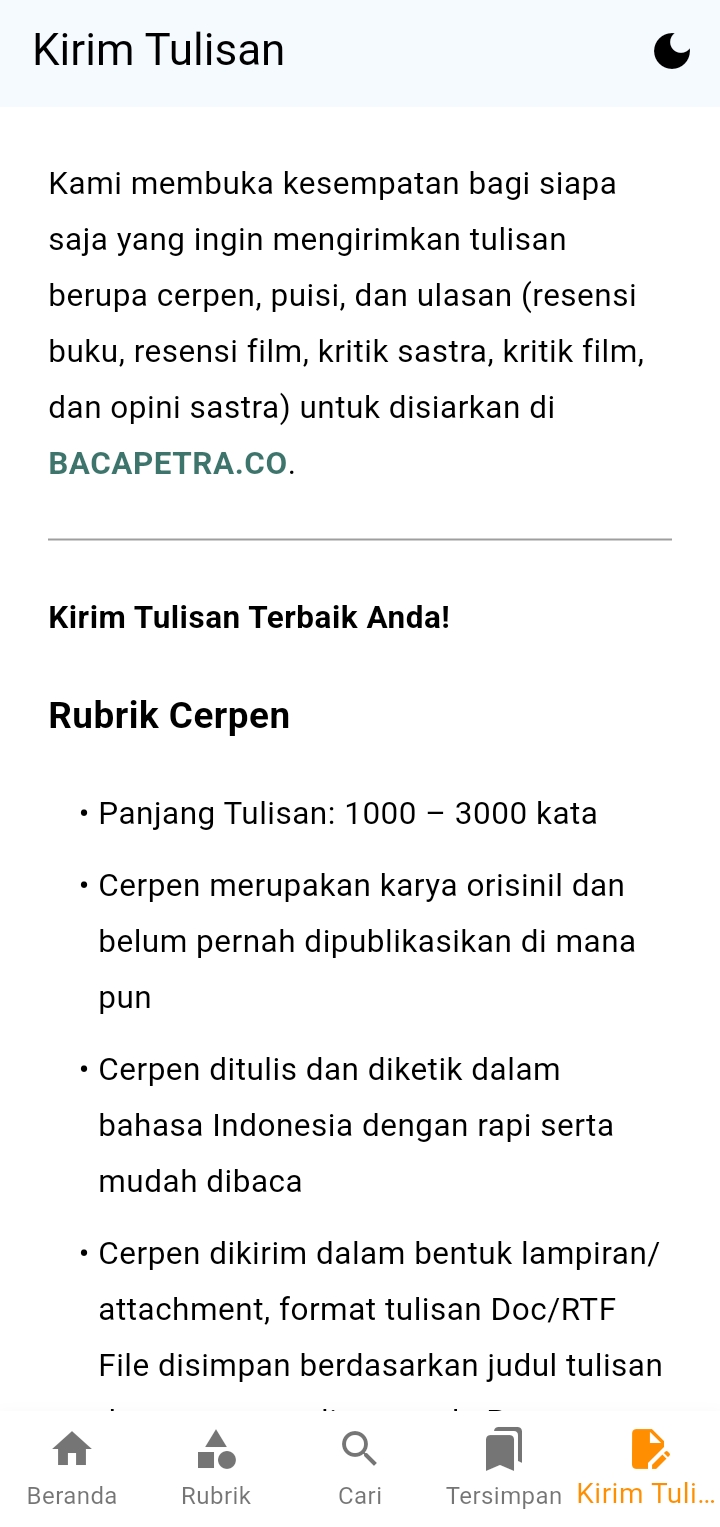 Kirim Tulisan
Kami membuka kesempatan bagi siapa
saja yang ingin mengirimkan tulisan
berupa cerpen, puisi, dan ulasan (resensi
buku, resensi film, kritik sastra, kritik film,
dan opini sastra) untuk disiarkan di
BACAPETRA.CO.
Kirim Tulisan Terbaik Anda!
Rubrik Cerpen
• Panjang Tulisan: 1000 – 3000 kata
• Cerpen merupakan karya orisinil dan
belum pernah dipublikasikan di mana
pun
• Cerpen ditulis dan diketik dalam
bahasa Indonesia dengan rapi serta
mudah dibaca
• Cerpen dikirim dalam bentuk lampiran/
attachment, format tulisan Doc/RTF
File disimpan berdasarkan judul tulisan
Beranda
Rubrik
Cari
Tersimpan
Kirim Tuli...